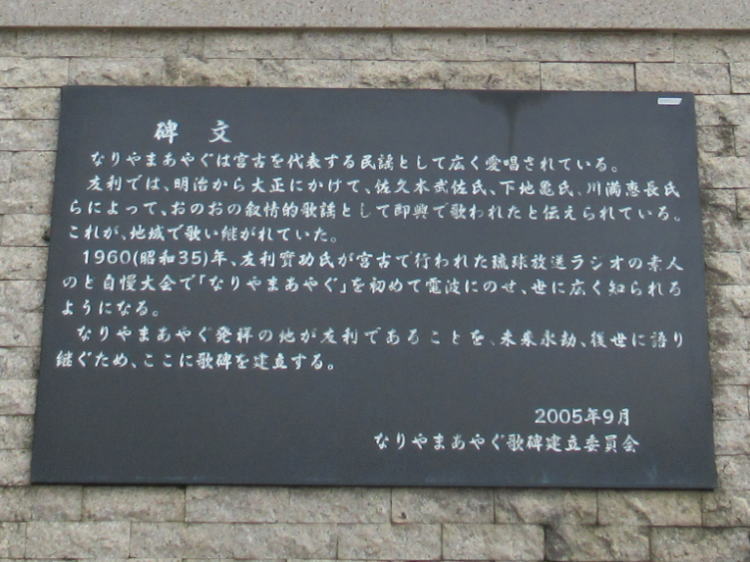 碑 文
なりやまあやぐは宮古を代表する民謡として広く愛唱されている。
友利では、明治から大正にかけて、佐久本武佐氏、下地亀氏、川満恵長氏
らによって、おのおの叙情的歌謡として即興で歌われたと伝えられている。
これが、地域で歌い継がれていた。
1960(昭和35)年、友利實功氏が宮古で行われた琉球放送ラジオの素人
のど自慢大会で「なりやまあやぐ」を初めて電波にのせ、世に広く知られる
ようになる。
なりやまあやぐ発祥の地が友利であることを、未来永劫、後世に語り
継ぐため、ここに歌碑を建立する。
2005年9月
なりやまあやぐ歌碑建立委員会